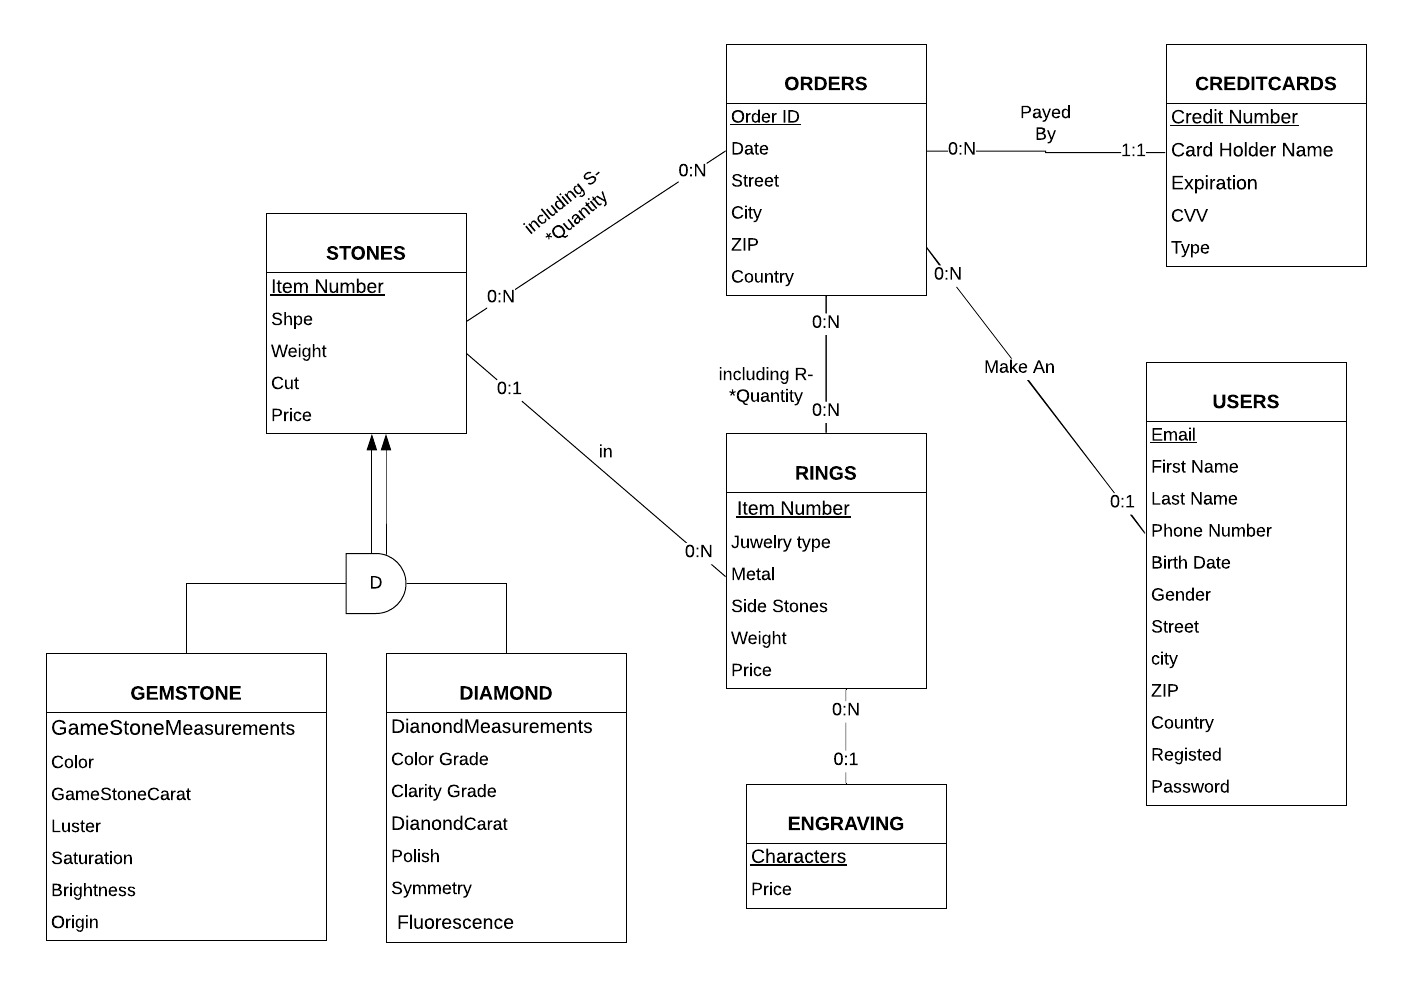 ORDERS
Order ID
Date
Street
City
ZIP
Country
CREDITCARDS
Credit Number
Card Holder Name
Expiration
CVV
Type
Payed
By
0:N
1:1
including S-
*Quantity
0:N
0:N
STONES
Item Number
Shpe
Weight
Cut
Price
0:1
in
0:N
0:N
including R-
*Quantity
0:N
0:N
Make An
0:1
USERS
Email
First Name
Last Name
Phone Number
Birth Date
Gender
Street
city
ZIP
Country
Registed
Password
RINGS
Item Number
Juwelry type
Metal
Side Stones
Weight
Price
D
GEMSTONE
GameStoneMeasurements
Color
GameStoneCarat
Luster
Saturation
Brightness
Origin
DIAMOND
DianondMeasurements
Color Grade
Clarity Grade
DianondCarat
Polish
Symmetry
Fluorescence
0:N
0:1
ENGRAVING
Characters
Price